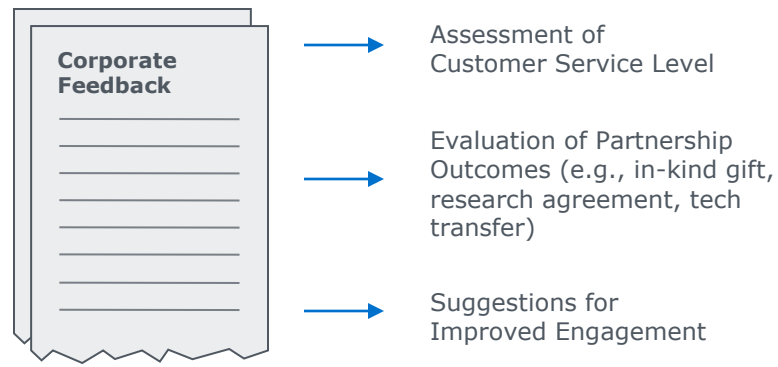 Corporate
Feedback
Assessment of
Customer Service Level
Evaluation of Partnership
Outcomes (e.g., in-kind gift,
research agreement, tech
transfer)
Suggestions for
Improved Engagement